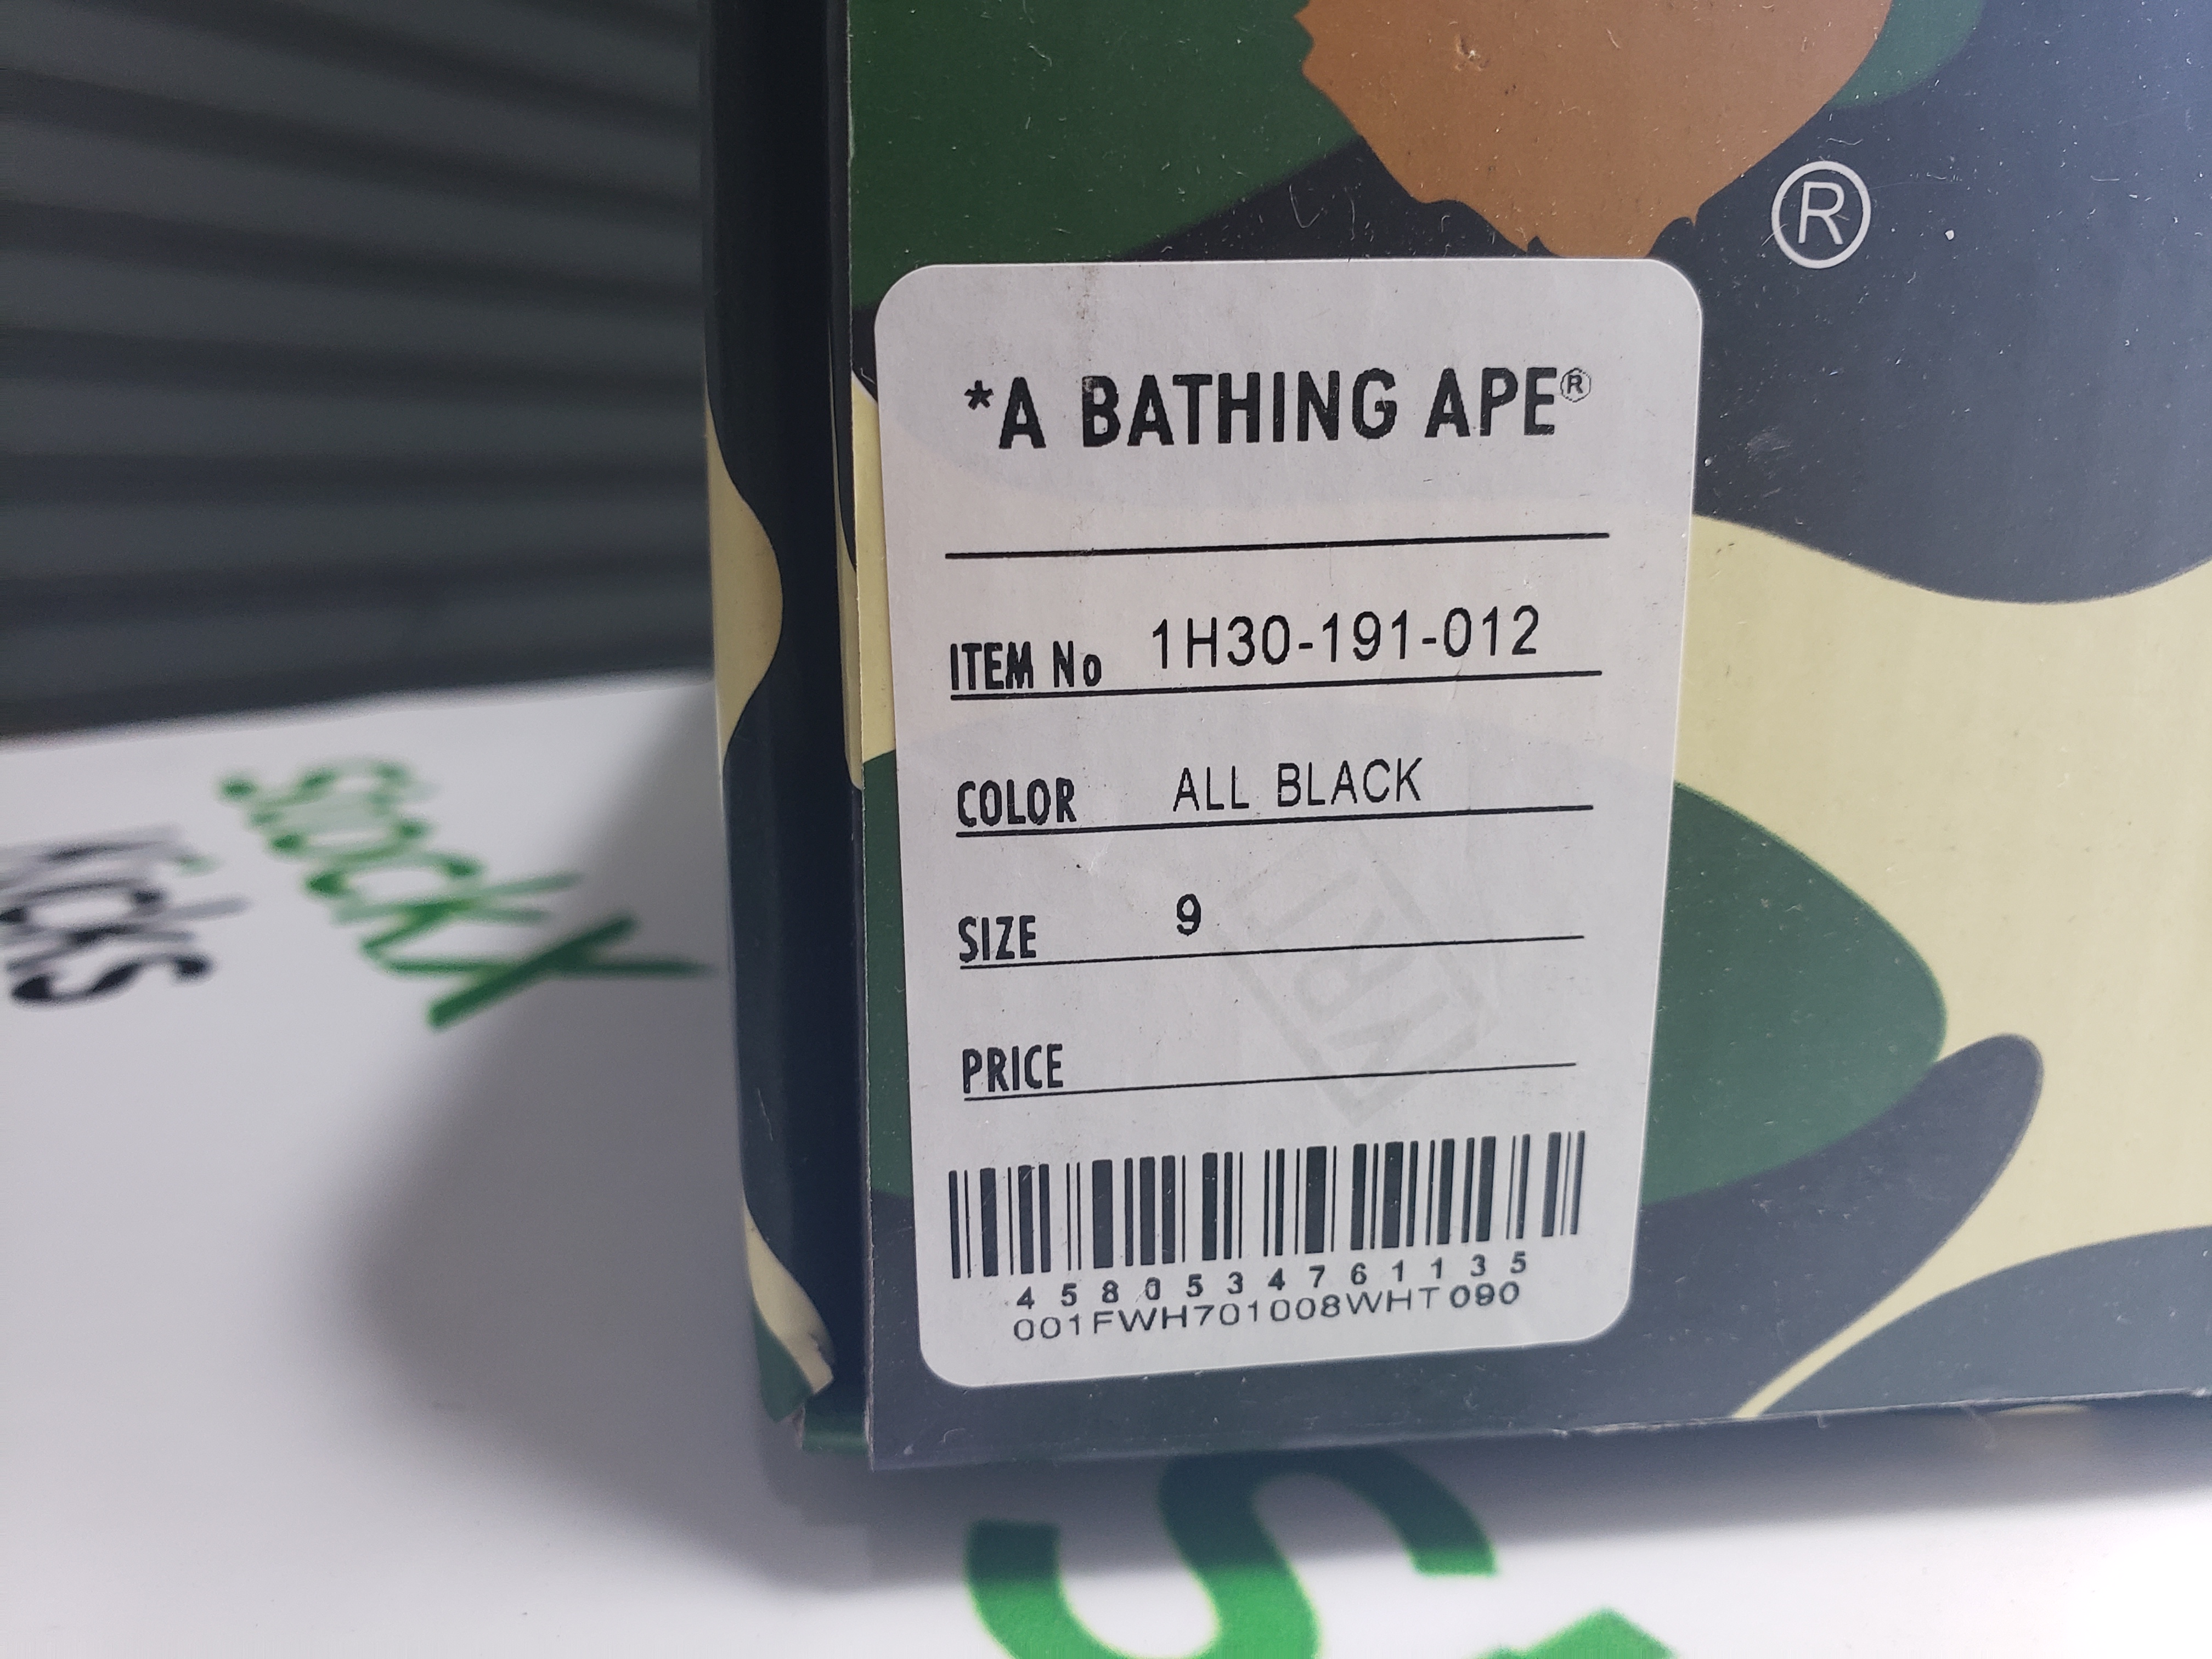 ®
*A BATHING APE®
ITEM No 1H30-191-012
COLOR ALL BLACK
SIZE 9
PRICE
4580534761135
001FWH701008WHT090
stockx
Kicks
S